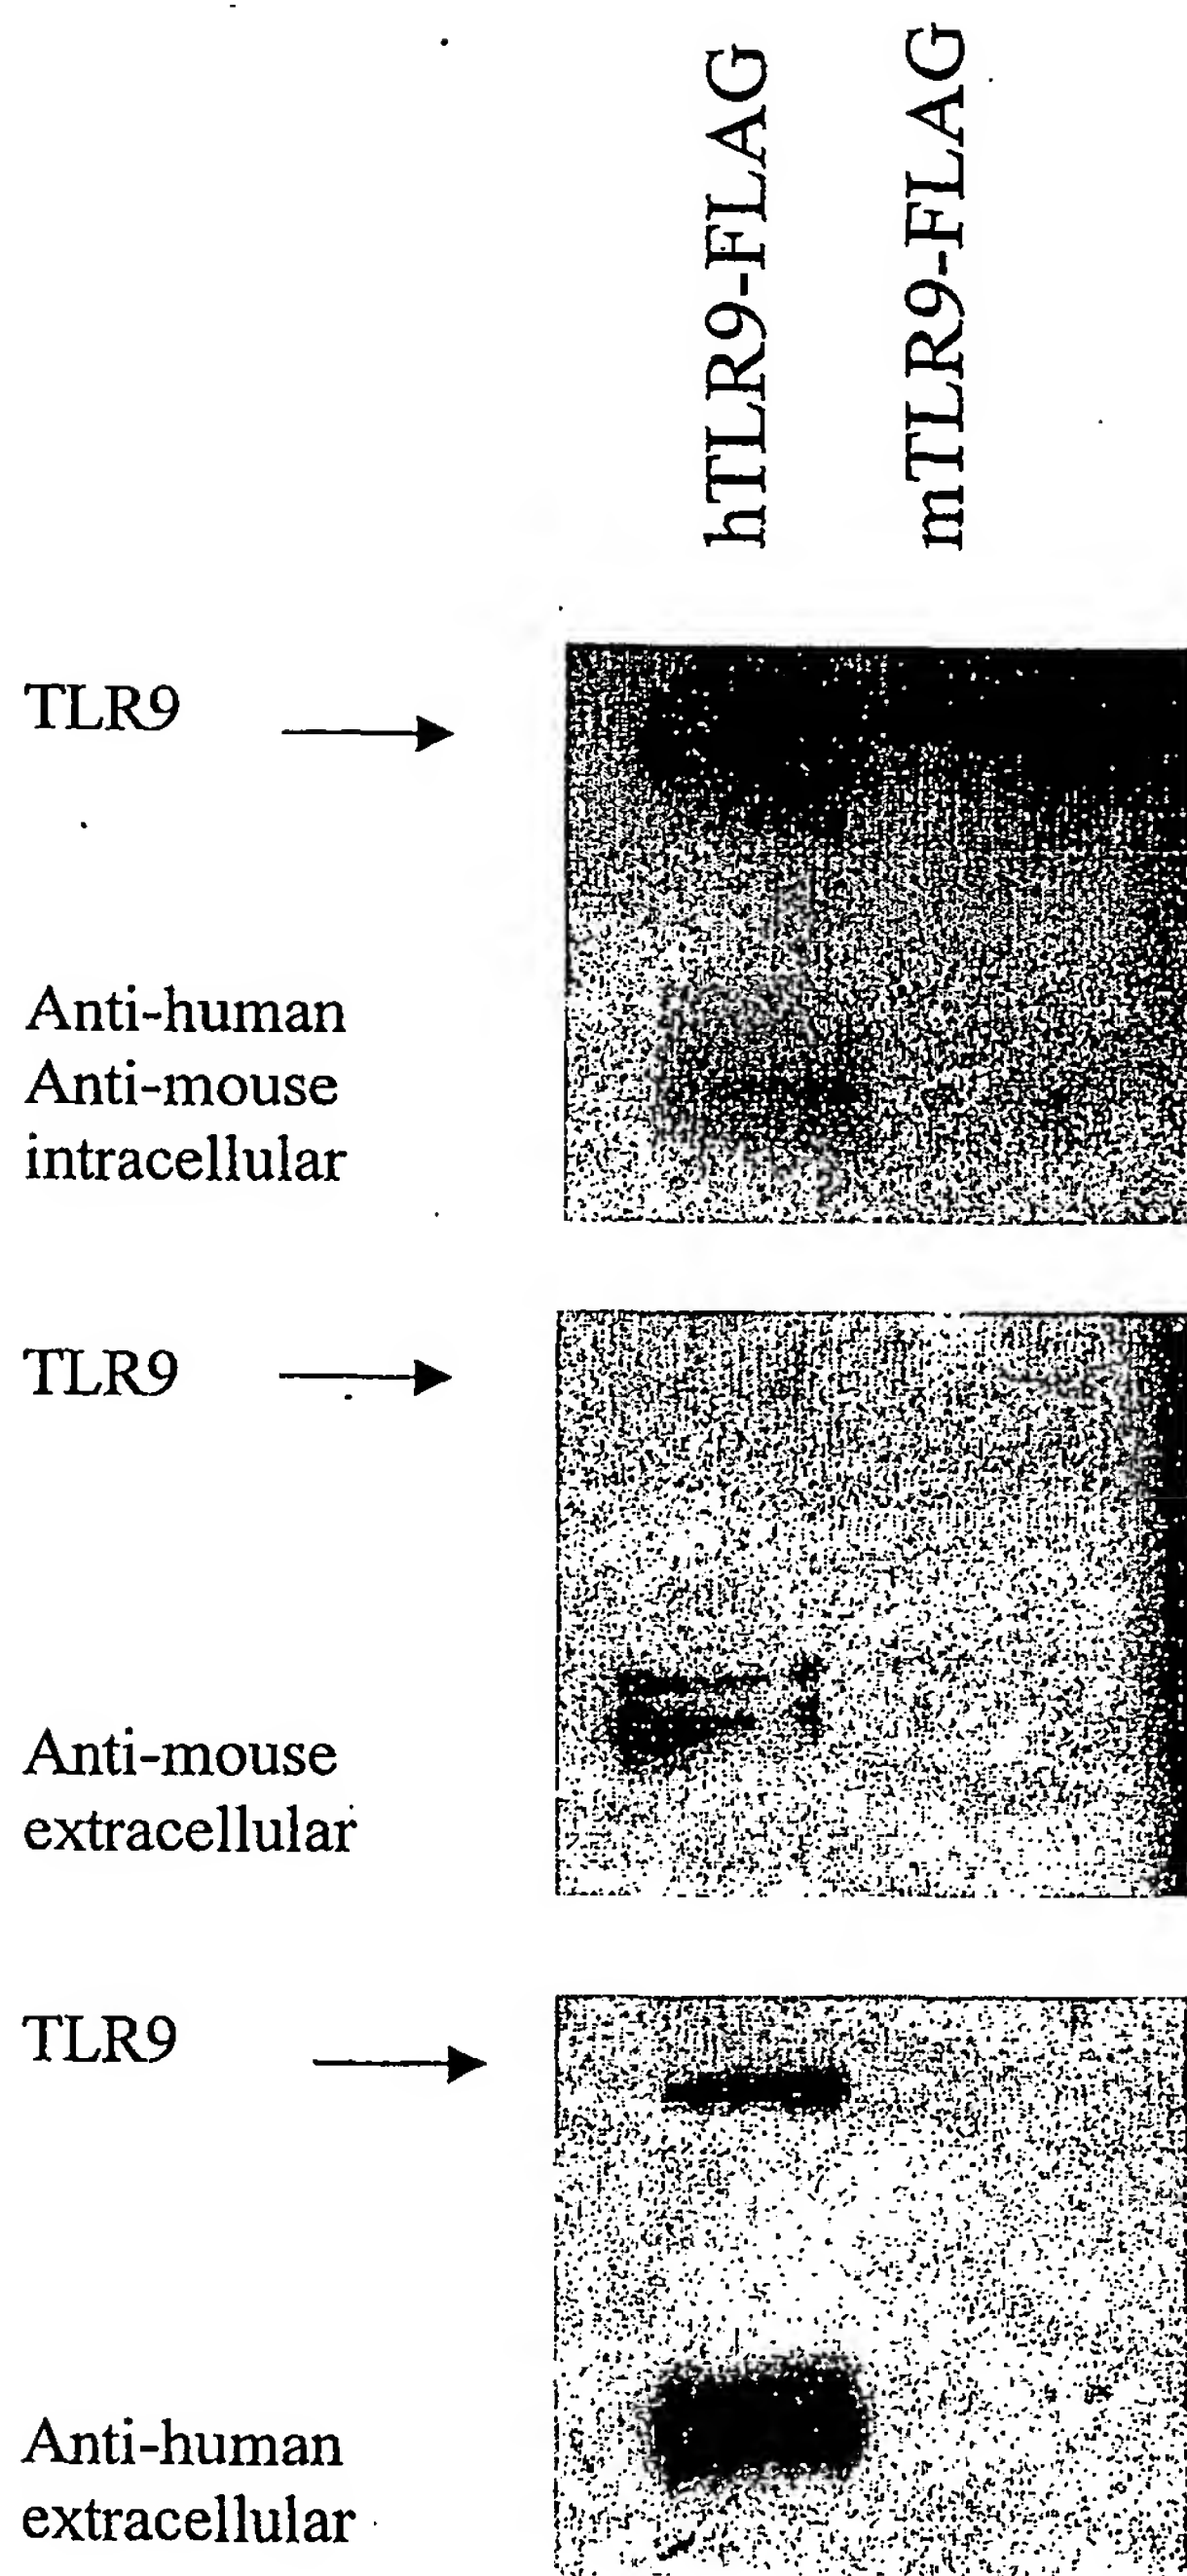 hTLR9-FLAG
mTLR9-FLAG
TLR9
Anti-human
Anti-mouse
intracellular
TLR9
Anti-mouse
extracellular
TLR9
Anti-human
extracellular